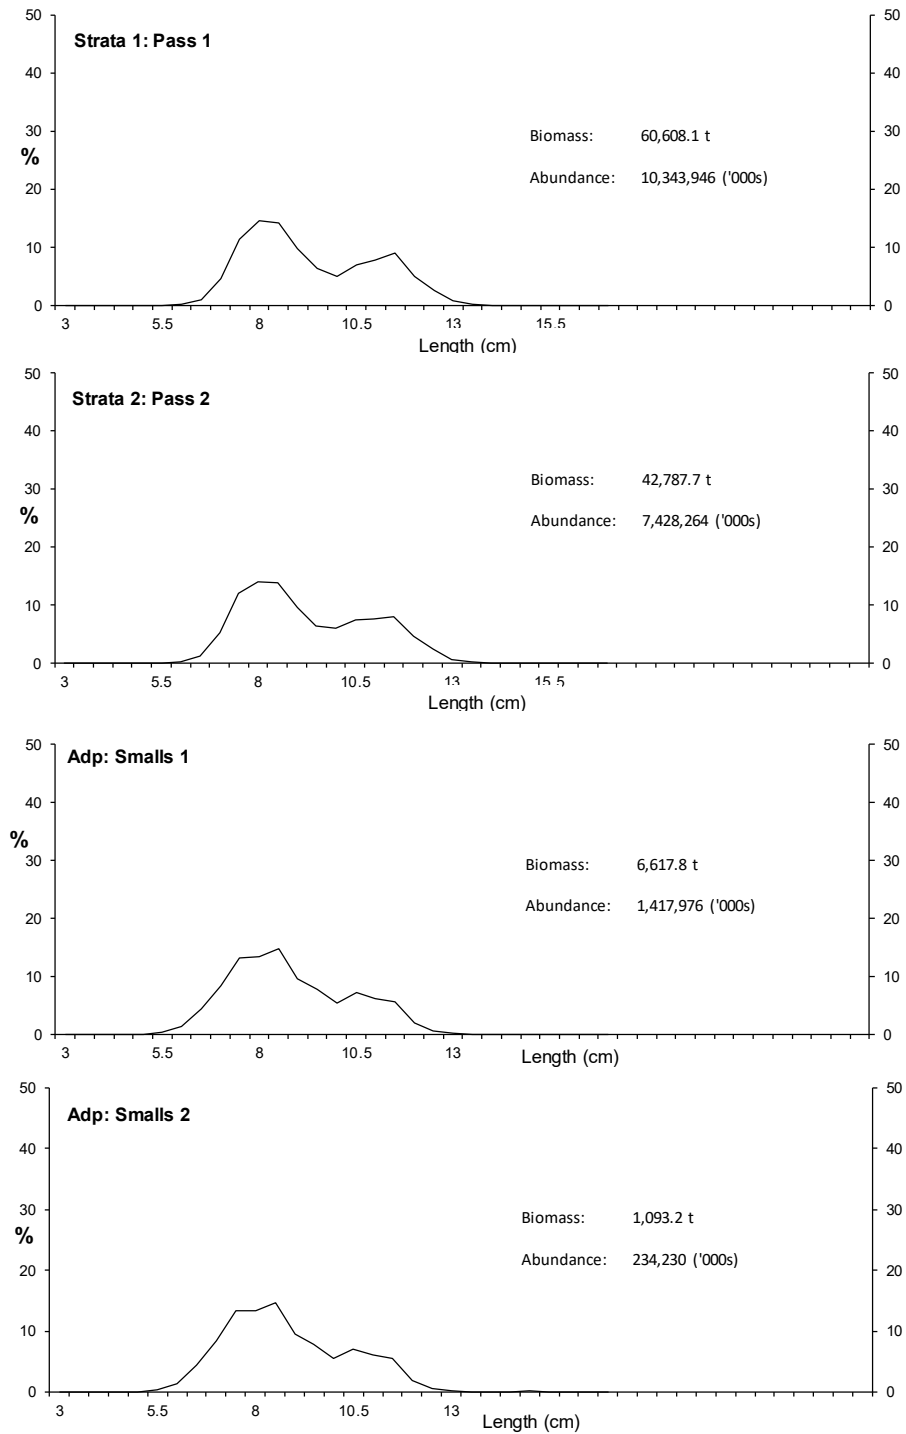 50 50
Strata 1: Pass 1
40 40
Biomass: 60,608.1 t
30 30
%
Abundance: 10,343,946 ('000s)
20 20
10 10
0 0
3 5.5 8 10.5 13 15.5
Length (cm)
50 50
Strata 2: Pass 2
40 40
Biomass: 42,787.7 t
30 30
%
Abundance: 7,428,264 ('000s)
20 20
10 10
0 0
3 5.5 8 10.5 13 15.5
Length (cm)
50 50
Adp: Smalls 1
40 40
%
Biomass: 6,617.8 t
30 30
Abundance: 1,417,976 ('000s)
20 20
10 10
0 0
3 5.5 8 10.5 13
Length (cm)
50 50
Adp: Smalls 2
40 40
30 30
Biomass: 1,093.2 t
%
Abundance: 234,230 ('000s)
20 20
10 10
0 0
3 5.5 8 10.5 13
Length (cm)